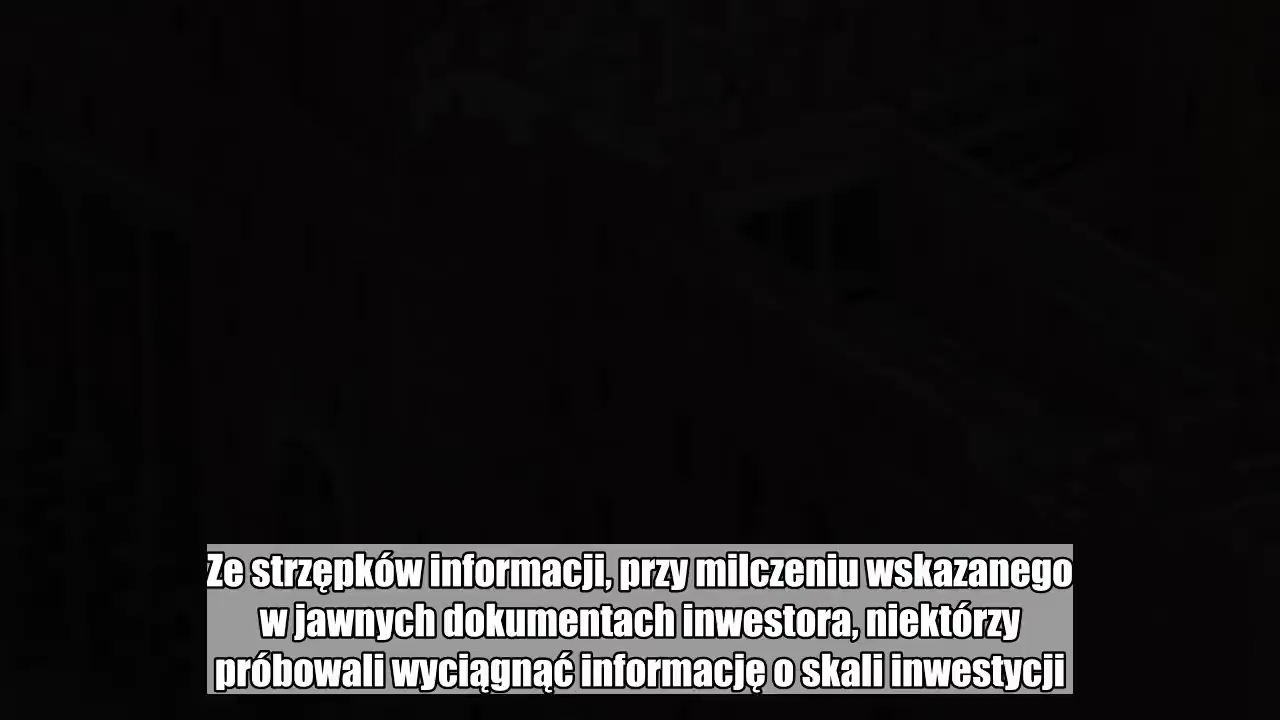 Ze strzępków informacji, przy milczeniu wskazanego
w jawnych dokumentach inwestora, niektórzy
próbowali wyciągnąć informację o skali inwestycji